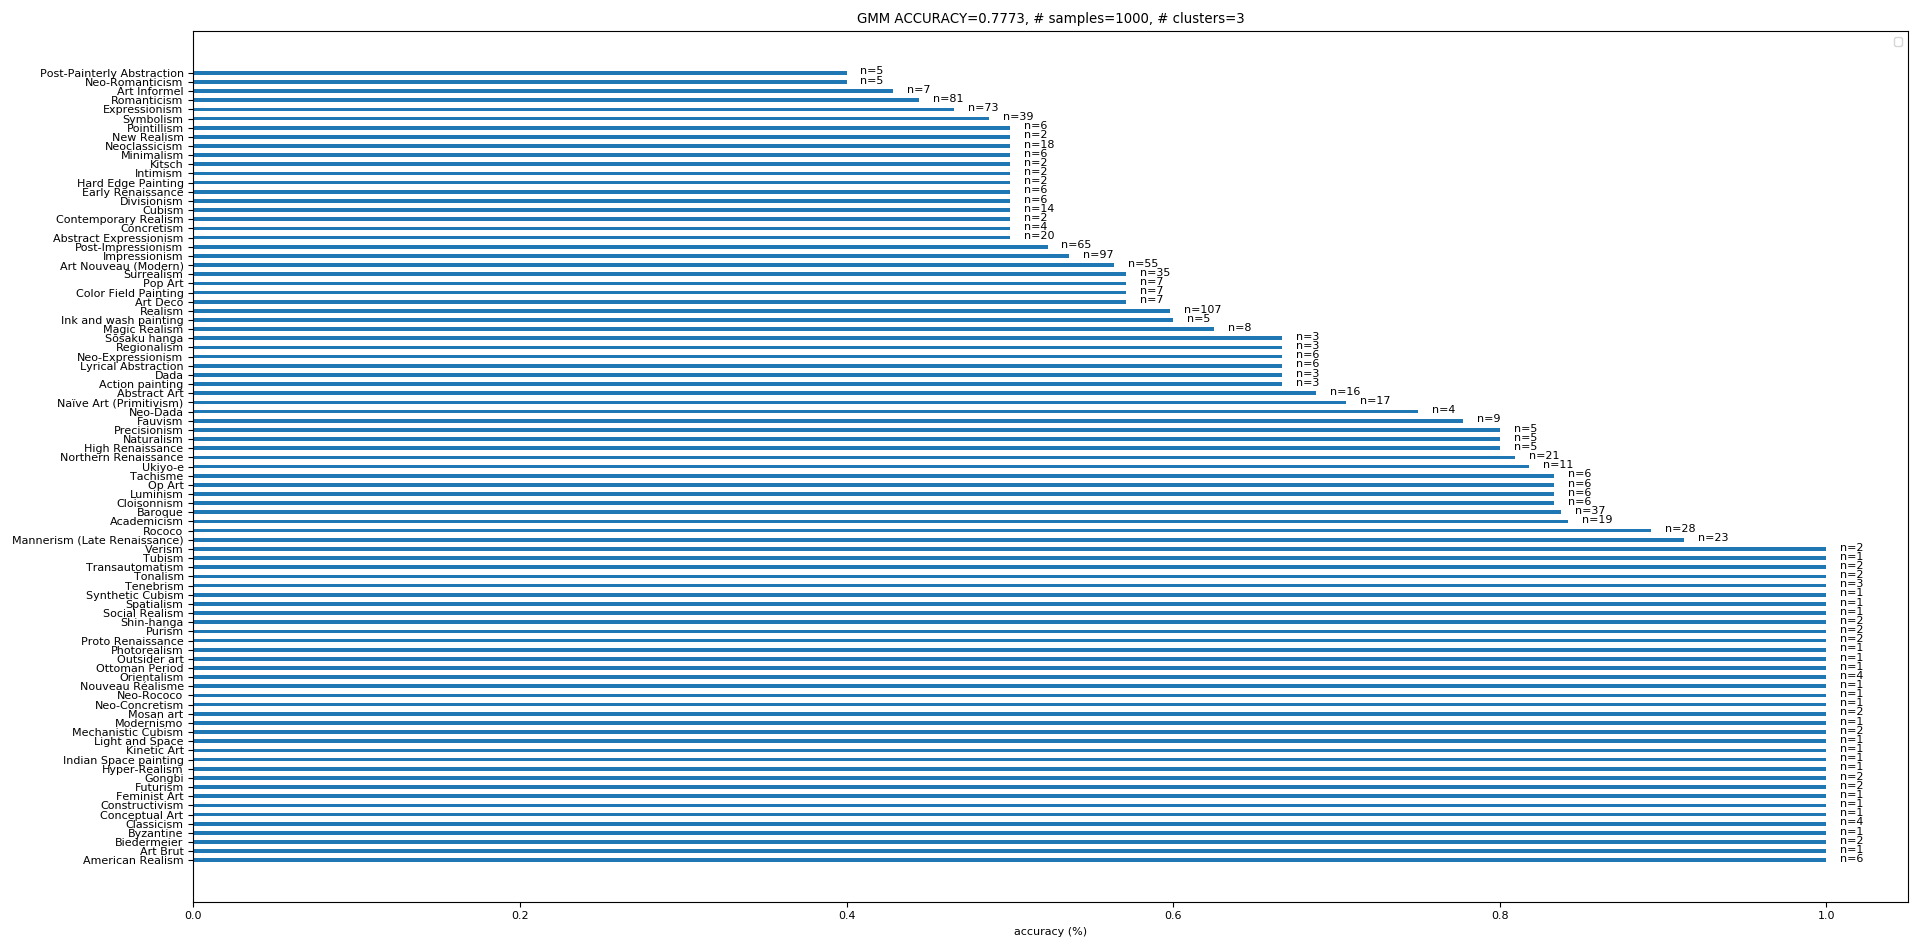 GMM ACCURACY=0.7773, # samples=1000, # clusters=3
Post-Painterly Abstraction n=5
Neo-Romanticism n=5
Art Informel n=7
Romanticism n=81
Expressionism n=73
Symbolism n=39
Pointillism n=6
New Realism n=2
Neoclassicism n=18
Minimalism n=6
Kitsch n=2
Intimism n=2
Hard Edge Painting n=2
Early Renaissance n=6
Divisionism n=6
Cubism n=14
Contemporary Realism n=2
Concretism n=4
Abstract Expressionism n=20
Post-Impressionism n=65
Impressionism n=97
Art Nouveau (Modern) n=55
Surrealism n=35
Pop Art n=7
Color Field Painting n=7
Art Deco n=7
Realism n=107
Ink and wash painting n=5
Magic Realism n=8
Sōsaku hanga n=3
Regionalism n=3
Neo-Expressionism n=6
Lyrical Abstraction n=6
Dada n=3
Action painting n=3
Abstract Art n=16
Naïve Art (Primitivism) n=17
Neo-Dada n=4
Fauvism n=9
Precisionism n=5
Naturalism n=5
High Renaissance n=5
Northern Renaissance n=21
Ukiyo-e n=11
Tachisme n=6
Op Art n=6
Luminism n=6
Cloisonnism n=6
Baroque n=37
Academicism n=19
Rococo n=28
Mannerism (Late Renaissance) n=23
Verism n=2
Tubism n=1
Transautomatism n=2
Tonalism n=2
Tenebrism n=3
Synthetic Cubism n=1
Spatialism n=1
Social Realism n=1
Shin-hanga n=2
Purism n=2
Proto Renaissance n=2
Photorealism n=1
Outsider art n=1
Ottoman Period n=1
Orientalism n=4
Nouveau Réalisme n=1
Neo-Rococo n=1
Neo-Concretism n=1
Mosan art n=2
Modernismo n=1
Mechanistic Cubism n=2
Light and Space n=1
Kinetic Art n=1
Indian Space painting n=1
Hyper-Realism n=1
Gongbi n=2
Futurism n=2
Feminist Art n=1
Constructivism n=1
Conceptual Art n=1
Classicism n=4
Byzantine n=1
Biedermeier n=2
Art Brut n=1
American Realism n=6
0.0 0.2 0.4 0.6 0.8 1.0
accuracy (%)